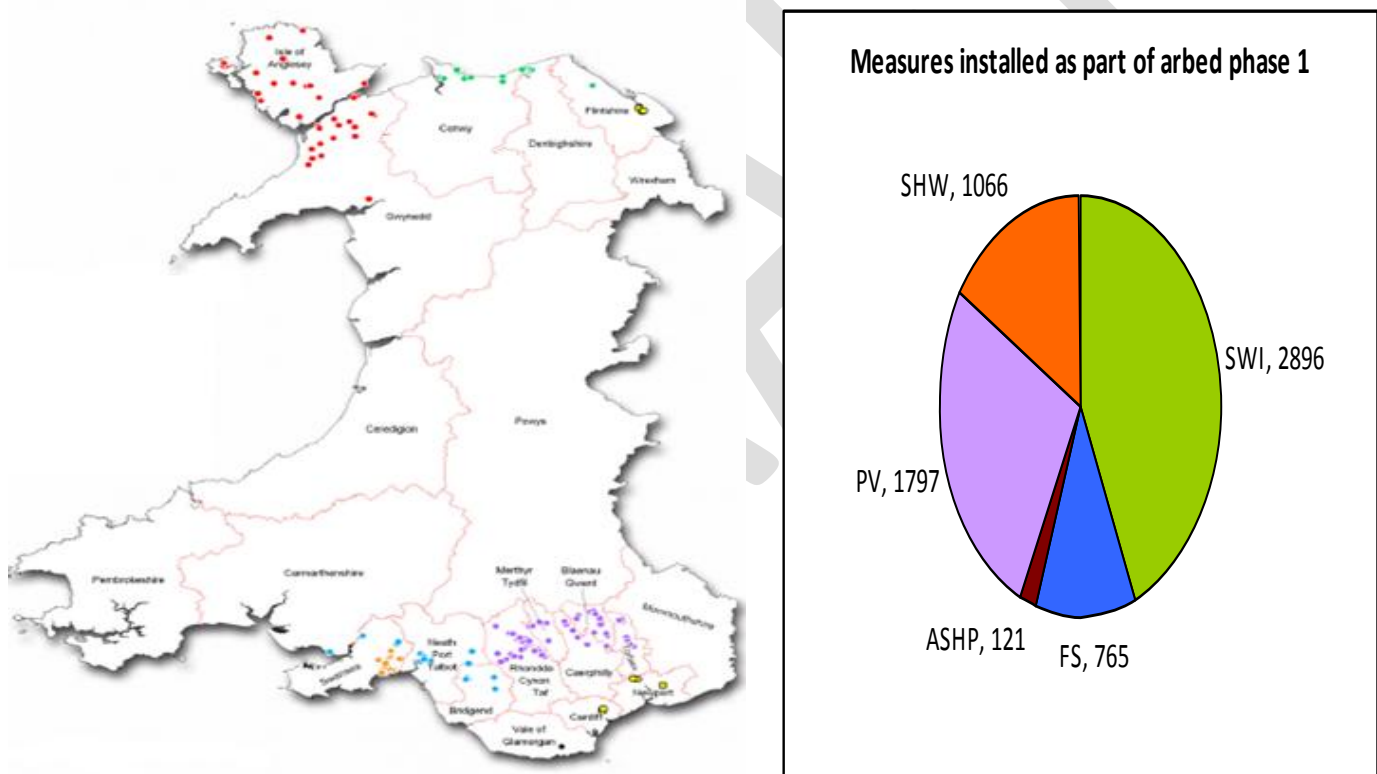 Isle of
Anglesey
Conwy
Flintshire
Denbighshire
Wrexham
Gwynedd
Ceredigion
Powys
Pembrokeshire
Carmarthenshire
Merthyr
Tydfil
Blaenau
Gwent
Monmouthshire
Swansea
Neath
Port
Talbot
Rhondda
Cynon
Taf
Caerphilly
Newport
Bridgend
Cardiff
Vale of
Glamorgan
Measures installed as part of arbed phase 1
SHW, 1066
SWI, 2896
PV, 1797
ASHP, 121
FS, 765